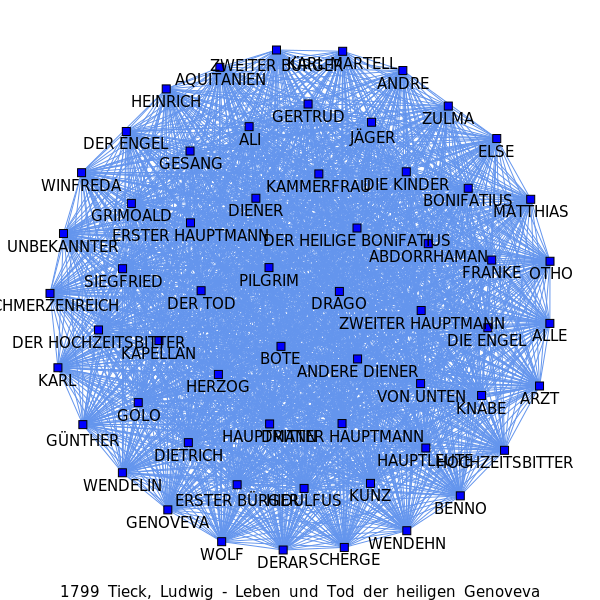 ZWEITER BÜRGER
KARL MARTELL
AQUITANIEN
ANDRE
HEINRICH
GERTRUD
ZULMA
ALI
JÄGER
DER ENGEL
ELSE
GESANG
WINFREDA
KAMMERFRAU
DIE KINDER
BONIFATIUS
MATTHIAS
GRIMOALD
DIENER
ERSTER HAUPTMANN
DER HEILIGE BONIFATIUS
UNBEKANNTER
ABDORRHAMAN
FRANKE
OTHO
SIEGFRIED
PILGRIM
CHMERZENREICH
DER TOD
DRAGO
ZWEITER HAUPTMANN
ALLE
DER HOCHZEITSBITTER
DIE ENGEL
KAPELLAN
BOTE
ANDERE DIENER
KARL
HERZOG
VON UNTEN
ARZT
KNABE
GOLO
GÜNTHER
HAUPTMANN
DRITTER HAUPTMANN
DIETRICH
HAUPTLEUTE
HOCHZEITSBITTER
WENDELIN
ERSTER BÜRGER
GERULFUS
KUNZ
BENNO
GENOVEVA
WOLF
WENDEHN
DERAR
SCHERGE
1799 Tieck, Ludwig - Leben und Tod der heiligen Genoveva